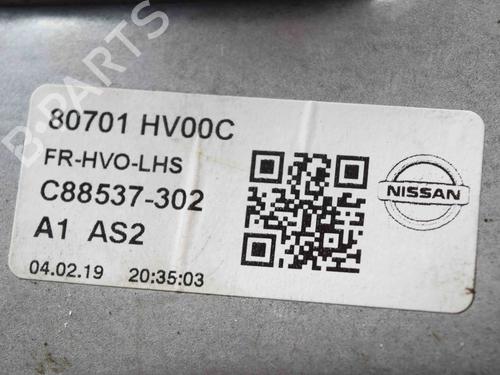 B-PARTS
80701 HV00C
FR-HVO-LHS
C88537-302
A1 AS2
04.02.19 20:35:03
NISSAN